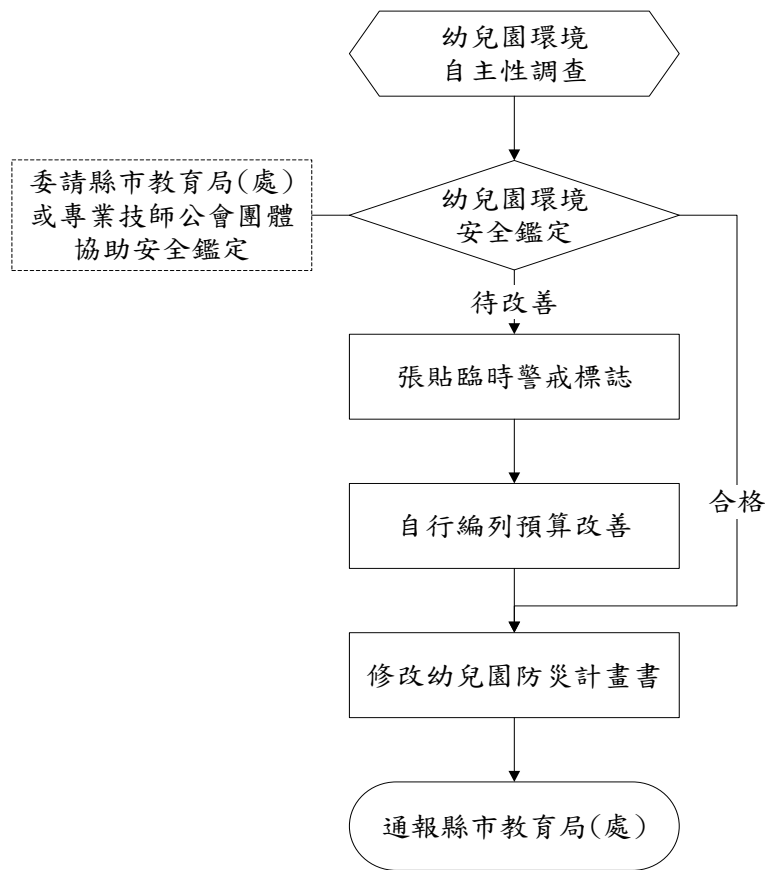 幼兒園環境
自主性調查
委請縣市教育局(處)
或專業技師公會團體
協助安全鑑定
幼兒園環境
安全鑑定
待改善
張貼臨時警戒標誌
自行編列預算改善
合格
修改幼兒園防災計畫書
通報縣市教育局(處)